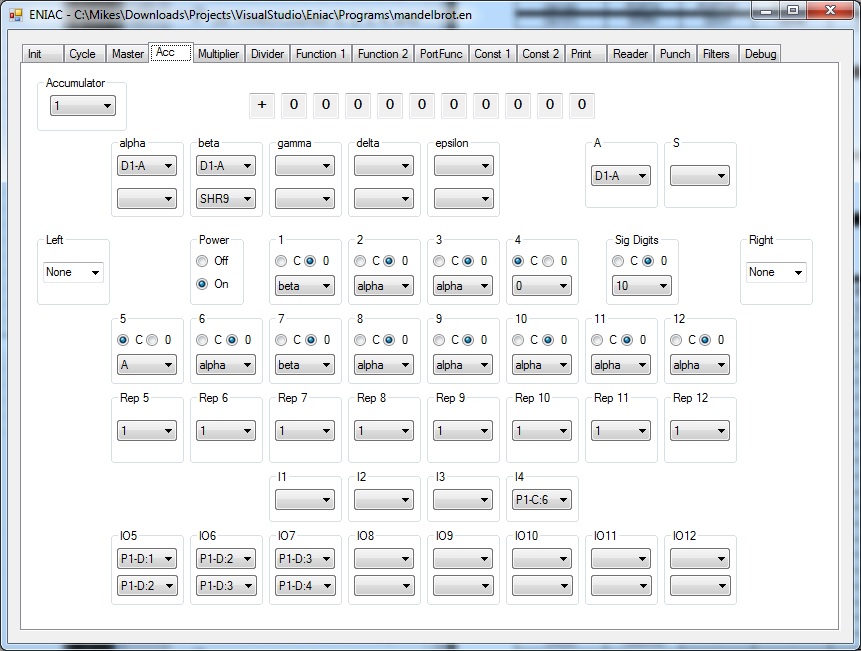 ENIAC - C:\Mikes\Downloads\Projects\VisualStudio\Eniac\Programs\mandelbrot.en
Init Cycle Master Acc Multiplier Divider Function 1 Function 2 PortFunc Const 1 Const 2 Print Reader Punch Filters Debug
Accumulator
1
+ 0 0 0 0 0 0 0 0 0 0
alpha beta gamma delta epsilon A S
D1-A D1-A
D1-A
SHR9
Left Power 1 2 3 4 Sig Digits Right
Off C 0 C 0 C 0 C 0 C 0
None None
On beta alpha alpha 0 10
5 6 7 8 9 10 11 12
C 0 C 0 C 0 C 0 C 0 C 0 C 0 C 0
A alpha beta alpha alpha alpha alpha alpha
Rep 5 Rep 6 Rep 7 Rep 8 Rep 9 Rep 10 Rep 11 Rep 12
1 1 1 1 1 1 1 1
I1 I2 I3 I4
P1-C:6
IO5 IO6 IO7 IO8 IO9 IO10 IO11 IO12
P1-D:1 P1-D:2 P1-D:3
P1-D:2 P1-D:3 P1-D:4